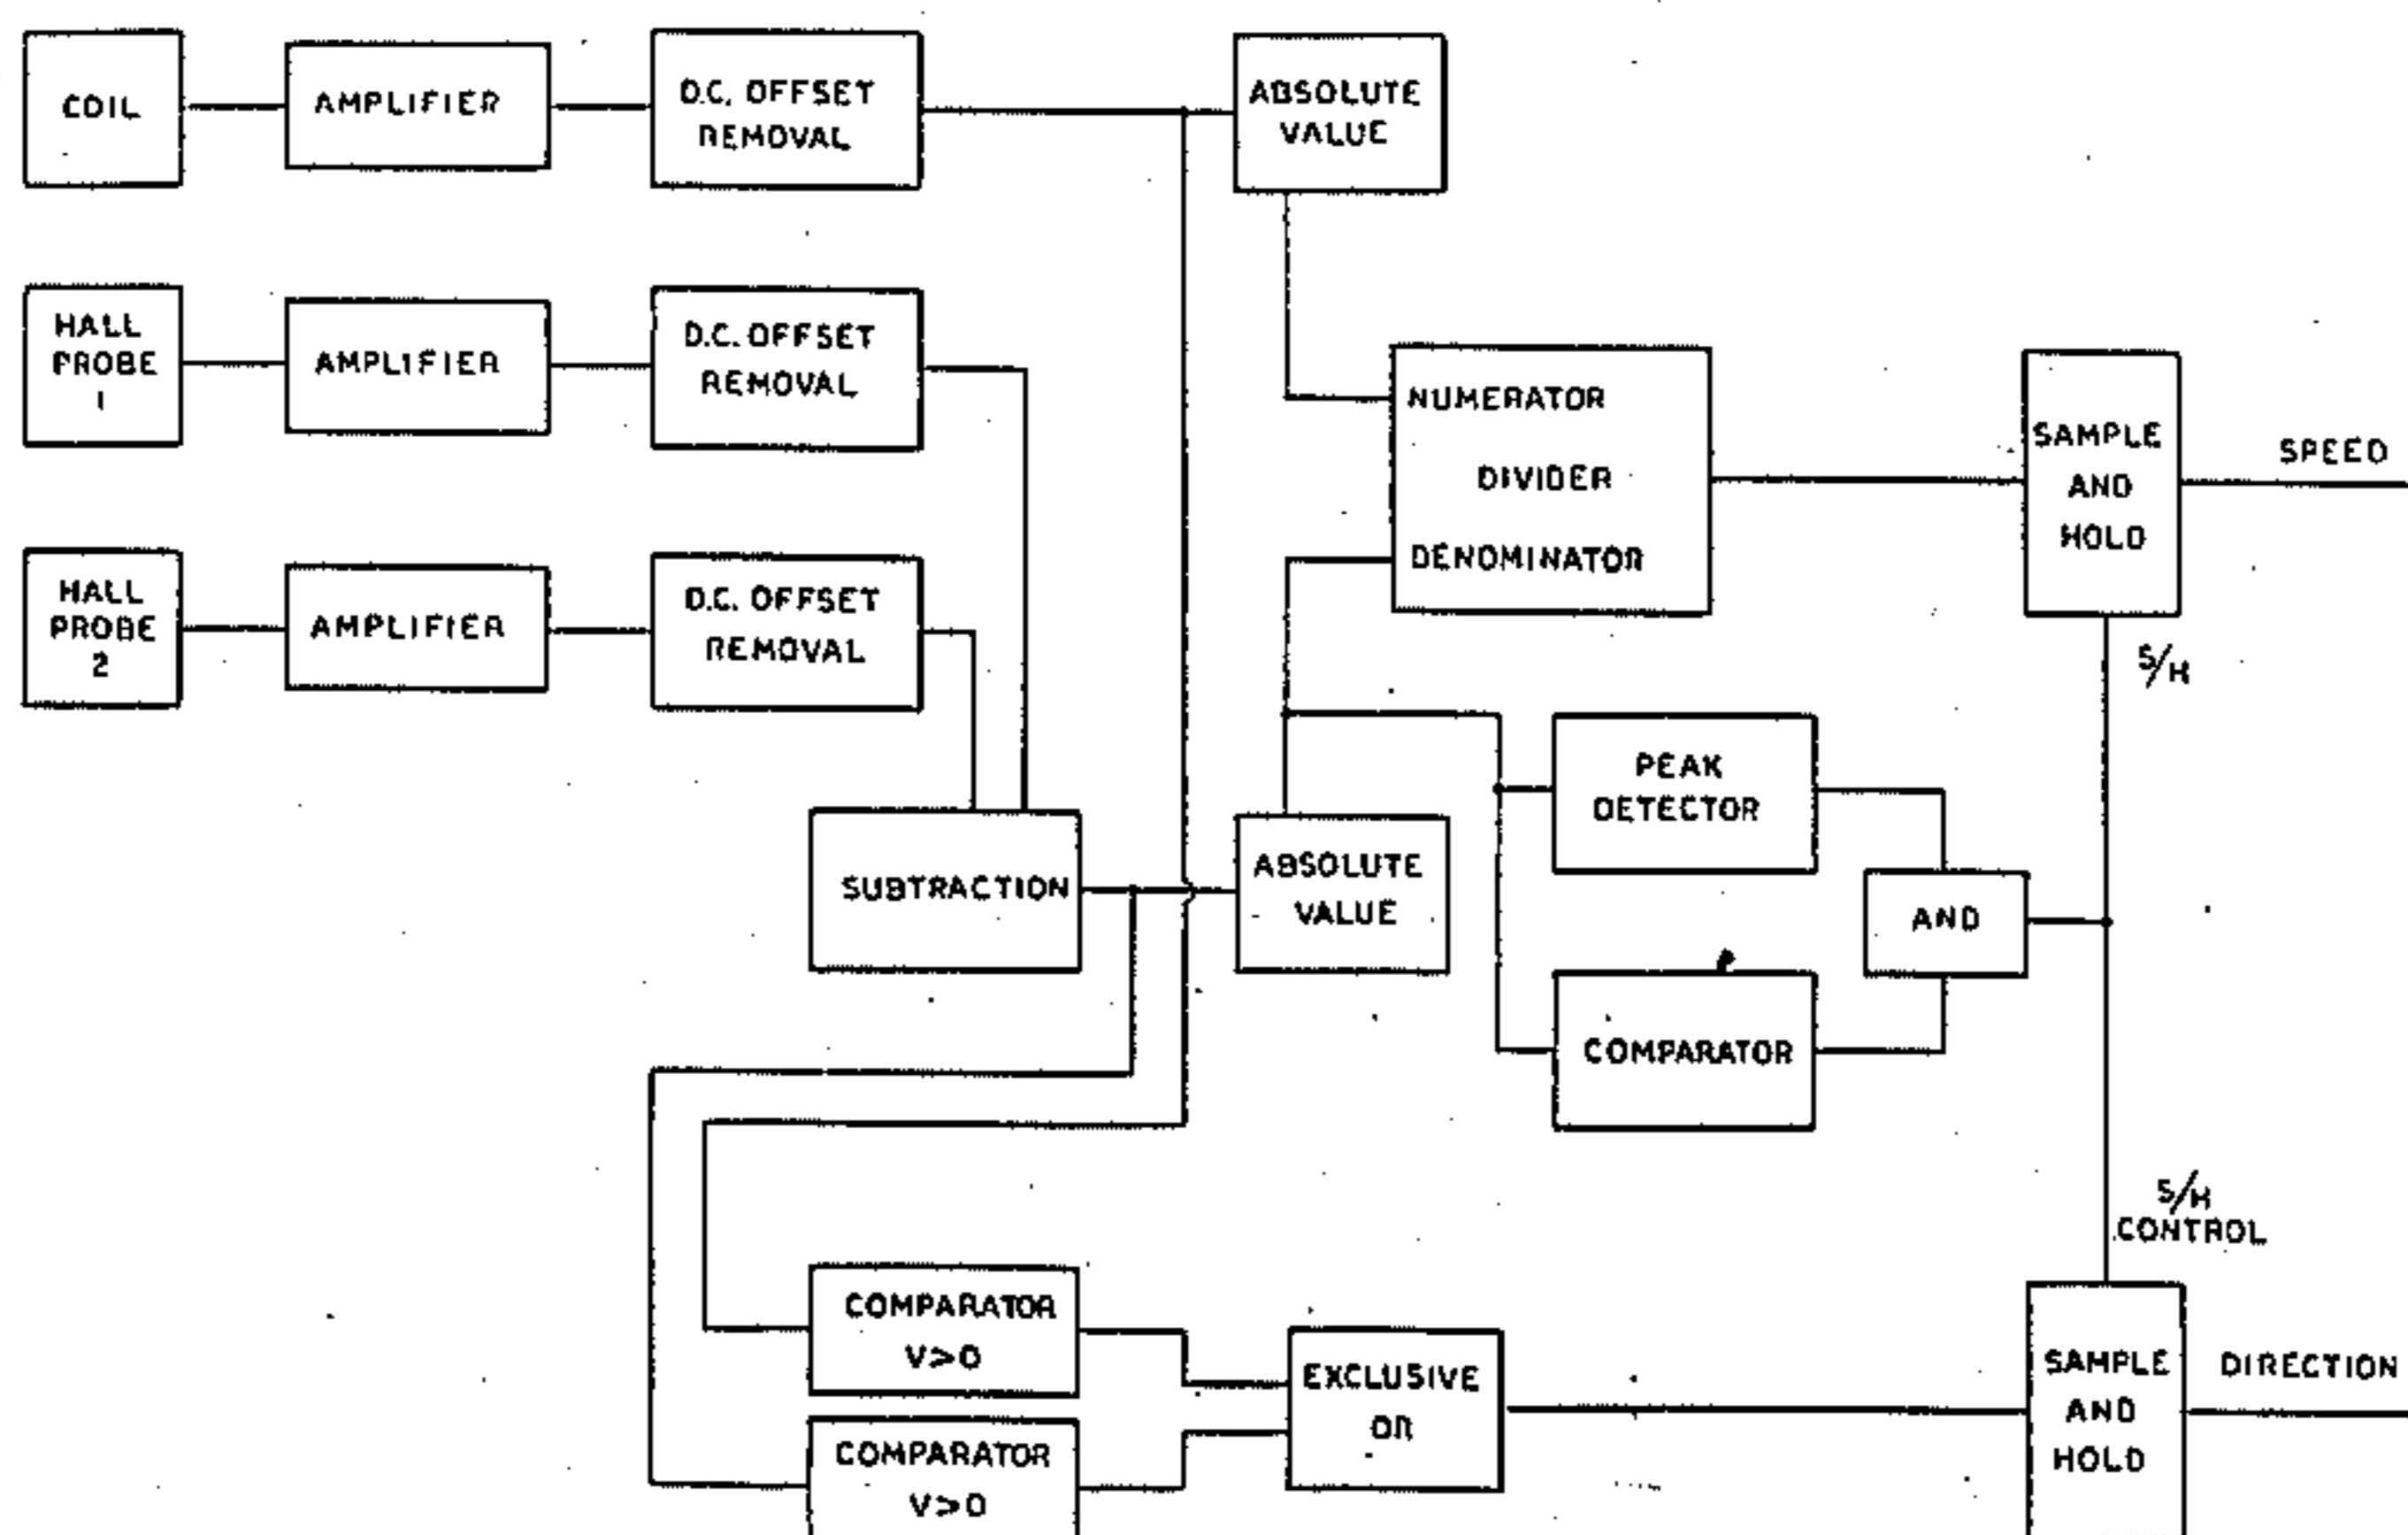 COIL
AMPLIFIER
D.C. OFFSET
REMOVAL
ABSOLUTE
VALUE
HALL
PROBE
1
AMPLIFIER
D.C. OFFSET
REMOVAL
NUMERATOR
DIVIDER
DENOMINATOR
SAMPLE
AND
HOLD
SPEED
HALL
PROBE
2
AMPLIFIER
D.C. OFFSET
REMOVAL
S/H
PEAK
DETECTOR
SUBTRACTION
ABSOLUTE
VALUE
AND
COMPARATOR
S/H
CONTROL
COMPARATOR
V>0
EXCLUSIVE
OR
SAMPLE
AND
HOLD
DIRECTION
COMPARATOR
V>0